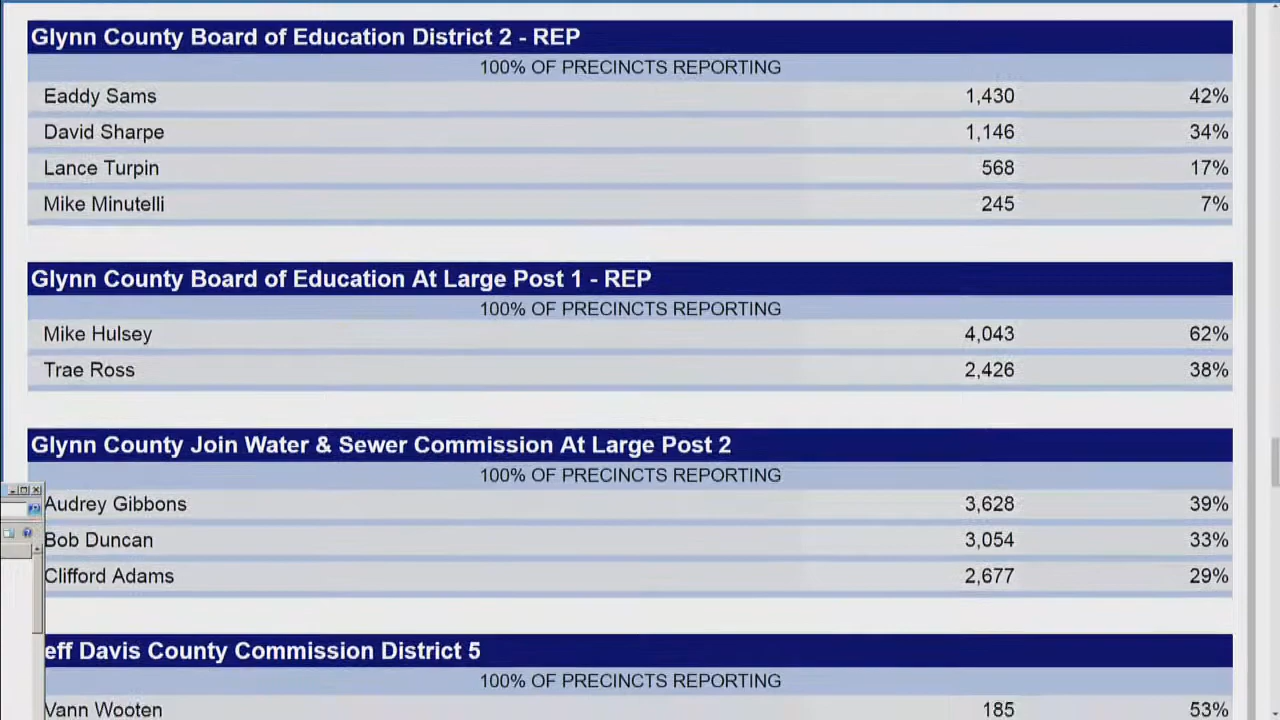 Glynn County Board of Education District 2 - REP
100% OF PRECINCTS REPORTING
Eaddy Sams 1,430 42%
David Sharpe 1,146 34%
Lance Turpin 568 17%
Mike Minutelli 245 7%
Glynn County Board of Education At Large Post 1 - REP
100% OF PRECINCTS REPORTING
Mike Hulsey 4,043 62%
Trae Ross 2,426 38%
Glynn County Join Water & Sewer Commission At Large Post 2
100% OF PRECINCTS REPORTING
Audrey Gibbons 3,628 39%
Bob Duncan 3,054 33%
Clifford Adams 2,677 29%
eff Davis County Commission District 5
100% OF PRECINCTS REPORTING
Vann Wooten 185 53%